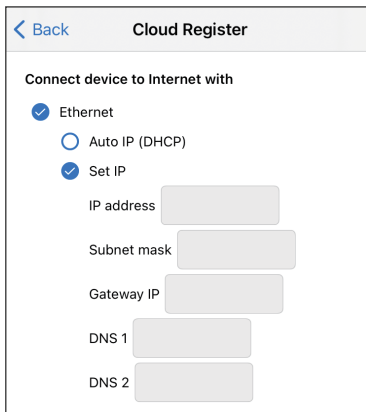 Back Cloud Register
Connect device to Internet with
Ethernet
Auto IP (DHCP)
Set IP
IP address
Subnet mask
Gateway IP
DNS 1
DNS 2